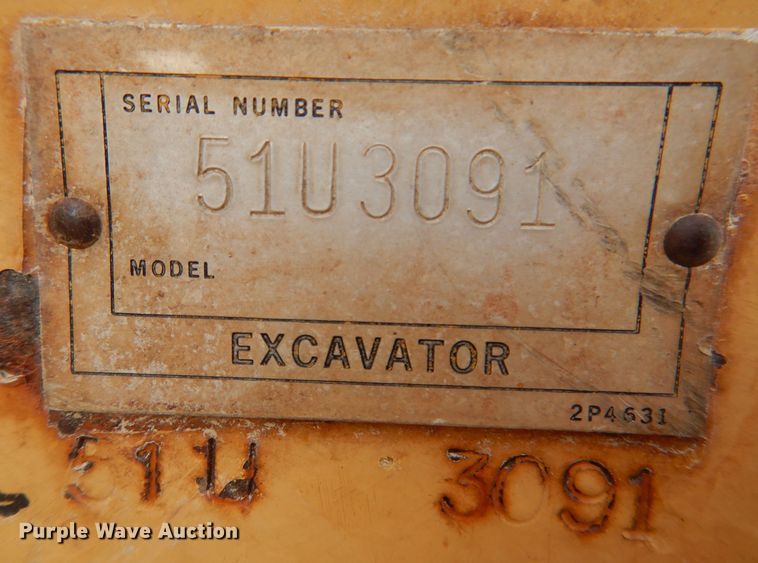 SERIAL NUMBER
51U3091
MODEL
EXCAVATOR
2P4631
51U 3091
Purple Wave Auction